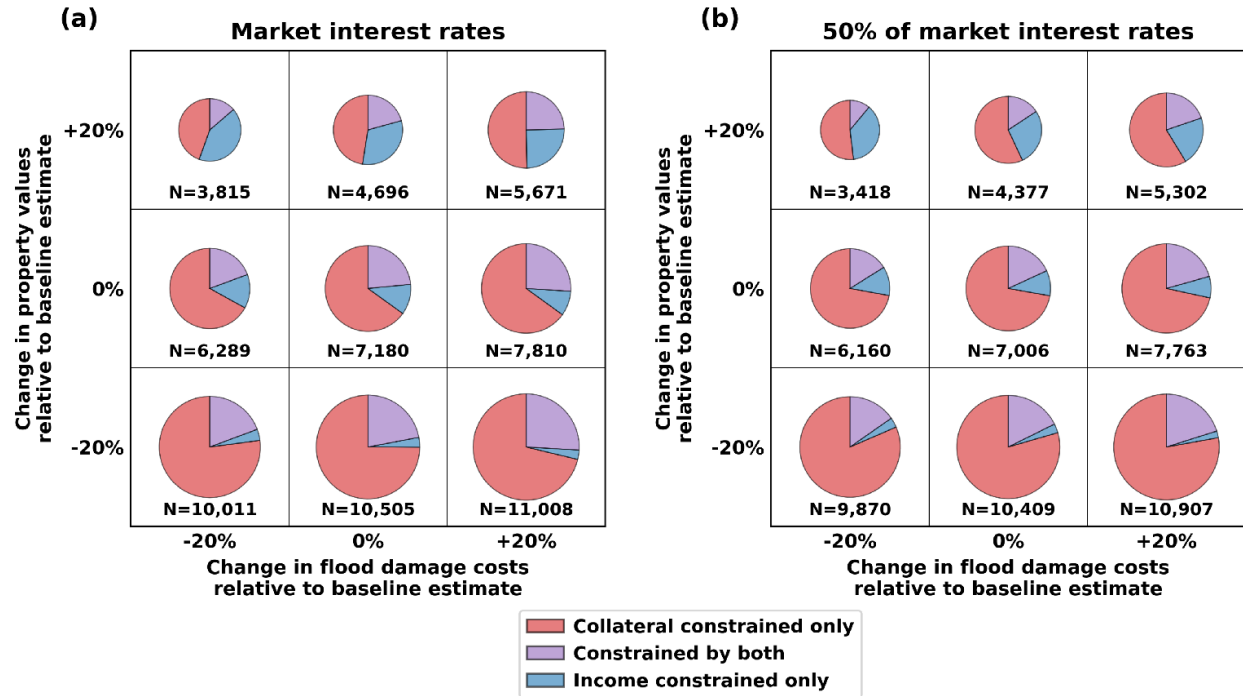 (a)
Market interest rates
Change in property values
relative to baseline estimate
+20%
N=3,815
N=4,696
N=5,671
0%
N=6,289
N=7,180
N=7,810
-20%
N=10,011
N=10,505
N=11,008
-20%
0%
+20%
Change in flood damage costs
relative to baseline estimate
(b)
50% of market interest rates
Change in property values
relative to baseline estimate
+20%
N=3,418
N=4,377
N=5,302
0%
N=6,160
N=7,006
N=7,763
-20%
N=9,870
N=10,409
N=10,907
-20%
0%
+20%
Change in flood damage costs
relative to baseline estimate
Collateral constrained only
Constrained by both
Income constrained only